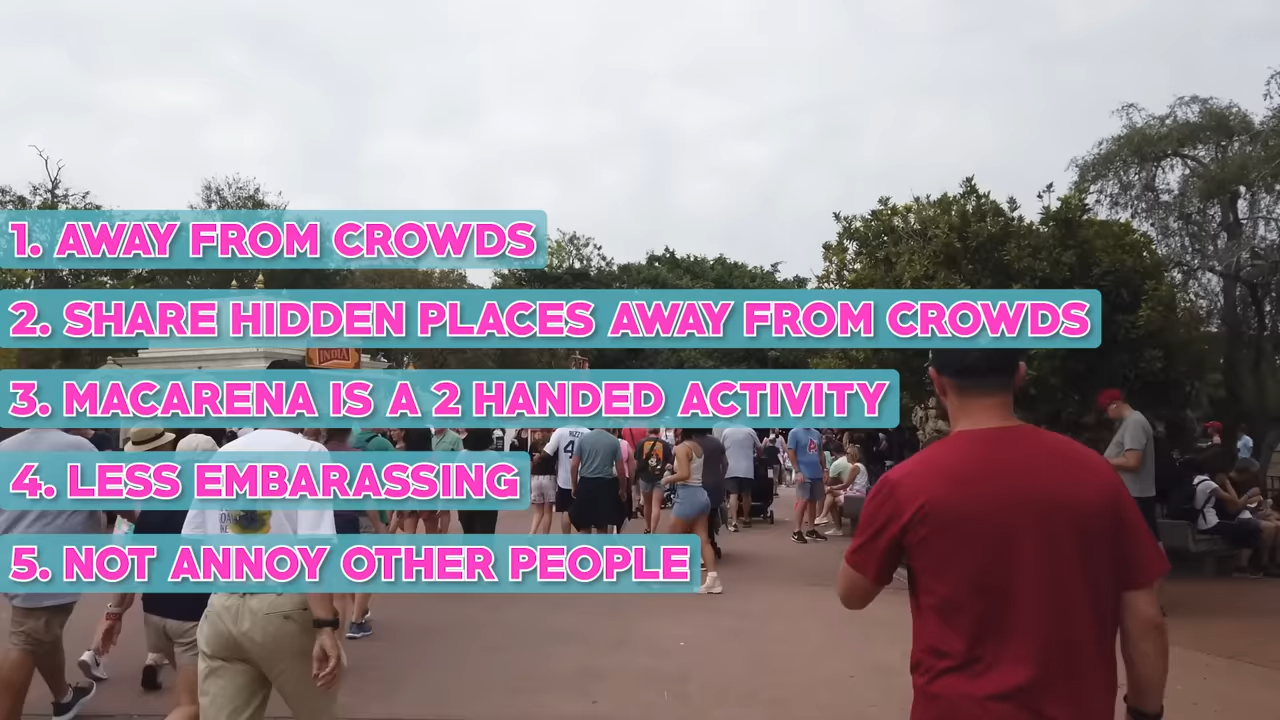 1. AWAY FROM CROWDS
2. SHARE HIDDEN PLACES AWAY FROM CROWDS
INDIA
3. MACARENA IS A 2 HANDED ACTIVITY
4. LESS EMBARASSING
5. NOT ANNOY OTHER PEOPLE